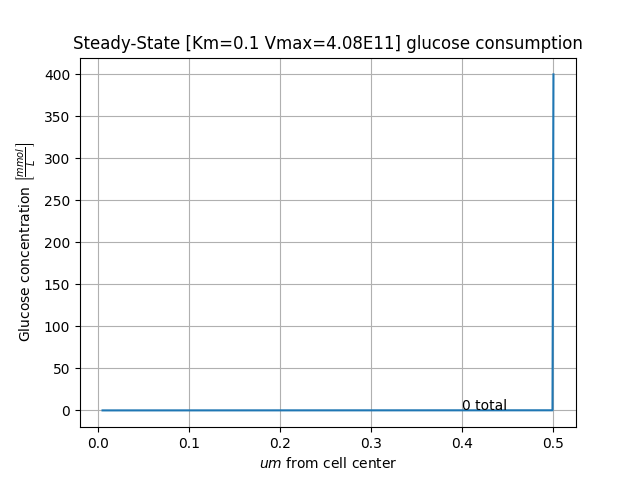 Steady-State [Km=0.1 Vmax=4.08E11] glucose consumption
Glucose concentration [mmol/L]
400
350
300
250
200
150
100
50
0
0 total
0.0 0.1 0.2 0.3 0.4 0.5
um from cell center